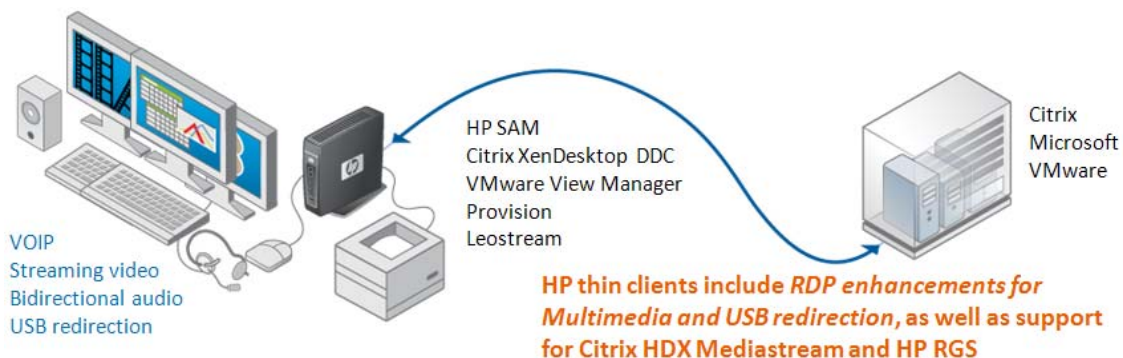 VOIP
Streaming video
Bidirectional audio
USB redirection
hp
HP SAM
Citrix XenDesktop DDC
VMware View Manager
Provision
Leostream
Citrix
Microsoft
VMware
HP thin clients include RDP enhancements for
Multimedia and USB redirection, as well as support
for Citrix HDX Mediastream and HP RGS